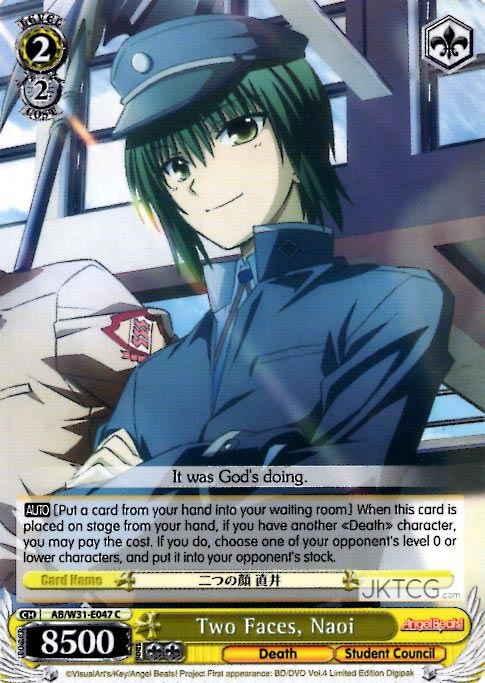 LEVEL
2
2
COST
SSS
It was God's doing.
AUTO [Put a card from your hand into your waiting room] When this card is
placed on stage from your hand, if you have another «Death» character,
you may pay the cost. If you do, choose one of your opponent's level 0 or
lower characters, and put it into your opponent's stock.
Card Name 二つの顔 直井
JKTCG.com
CH AB/W31-E047 C
POWER 8500 SOUL
Two Faces, Naoi
Angel Beats!
Death Student Council
©VisualArt's/Key/Angel Beats! Project First appearance: BD/DVD Vol.4 Limited Edition Digipak